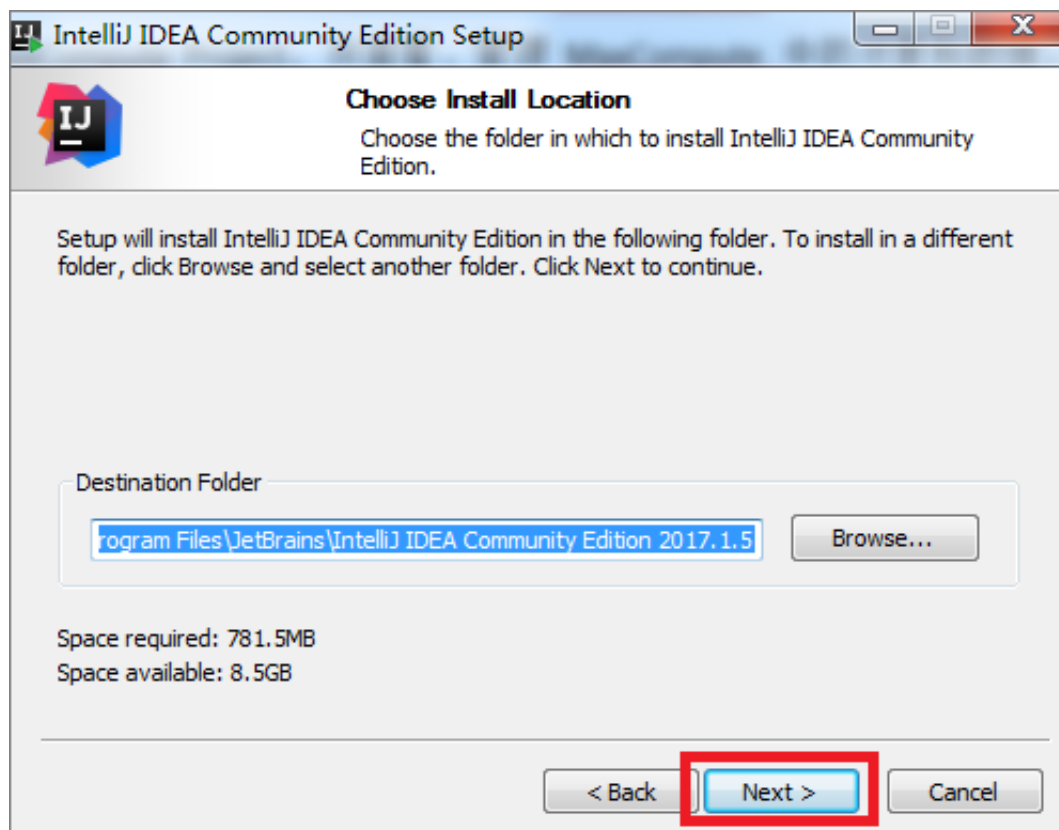 IntelliJ IDEA Community Edition Setup
IJ
Choose Install Location
Choose the folder in which to install IntelliJ IDEA Community
Edition.
Setup will install IntelliJ IDEA Community Edition in the following folder. To install in a different
folder, click Browse and select another folder. Click Next to continue.
Destination Folder
rogram Files\JetBrains\IntelliJ IDEA Community Edition 2017.1.5
Browse...
Space required: 781.5MB
Space available: 8.5GB
< Back Next > Cancel